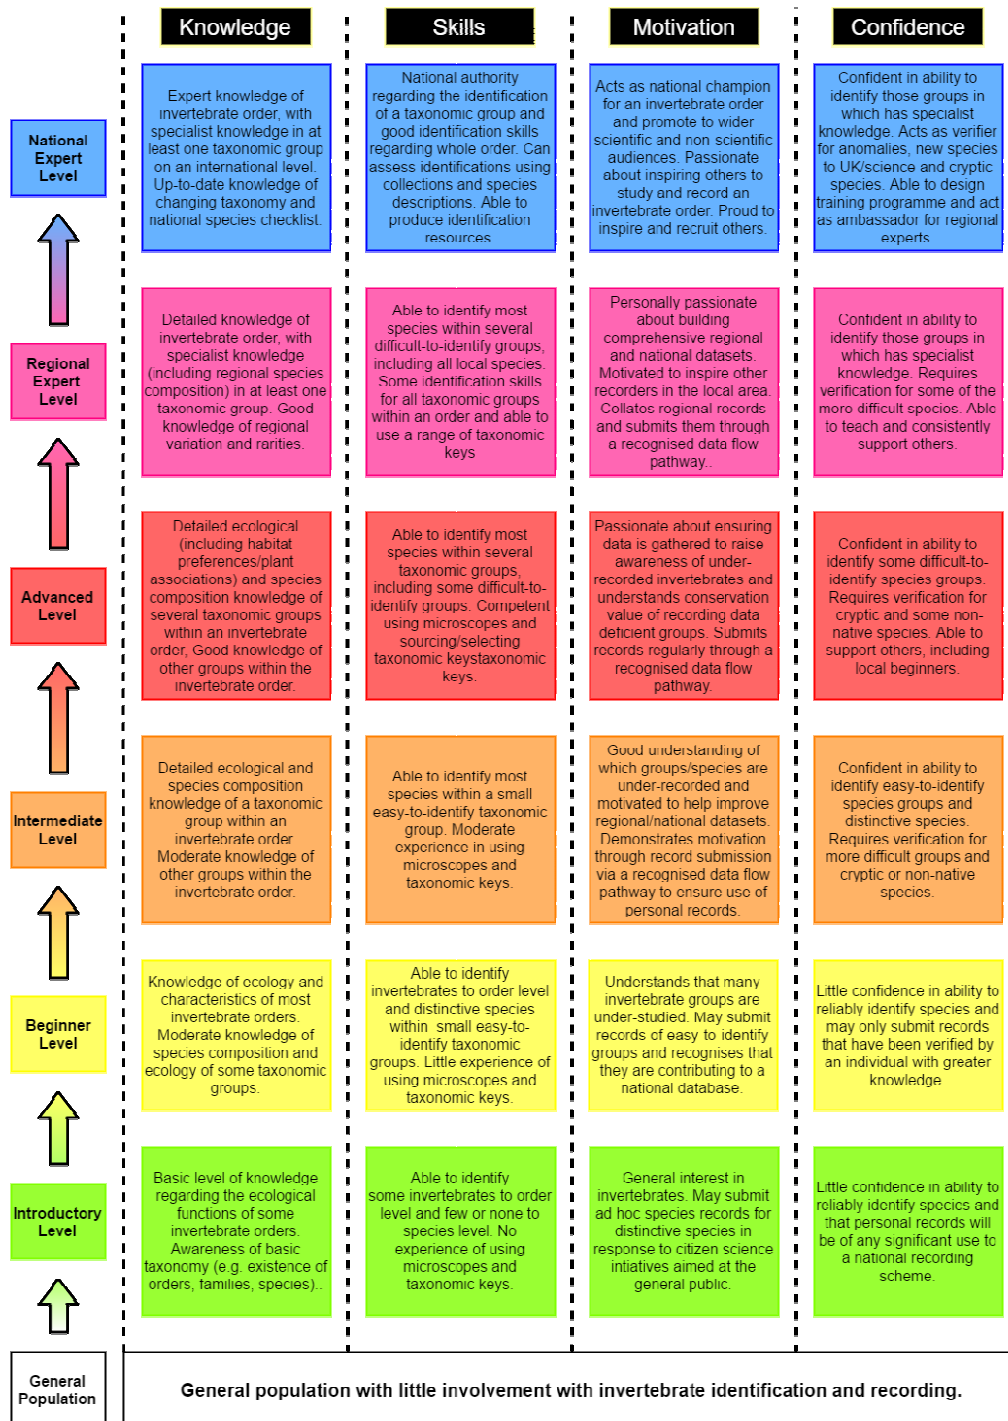 Knowledge
Skills
Motivation
Confidence
National
Expert
Level
Expert knowledge of
invertebrate order, with
specialist knowledge in at
least one taxonomic group
on an international level.
Up-to-date knowledge of
changing taxonomy and
national species checklist.
National authority
regarding the identification
of a taxonomic group and
good identification skills
regarding whole order. Can
assess identifications using
collections and species
descriptions. Able to
produce identification
resources
Acts as national champion
for an invertebrate order
and promote to wider
scientific and non scientific
audiences. Passionate
about inspiring others to
study and record an
invertebrate order. Proud to
inspire and recruit others.
Confident in ability to
identify those groups in
which has specialist
knowledge. Acts as verifier
for anomalies, new species
to UK/science and cryptic
species. Able to design
training programme and act
as ambassador for regional
experts
Regional
Expert
Level
Detailed knowledge of
invertebrate order, with
specialist knowledge
(including regional species
composition) in at least one
taxonomic group. Good
knowledge of regional
variation and rarities.
Able to identify most
species within several
difficult-to-identify groups,
including all local species.
Some identification skills
for all taxonomic groups
within an order and able to
use a range of taxonomic
keys
Personally passionate
about building
comprehensive regional
and national datasets.
Motivated to inspire other
recorders in the local area.
Collates regional records
and submits them through
a recognised data flow
pathway..
Confident in ability to
identify those groups in
which has specialist
knowledge. Requires
verification for some of the
more difficult species. Able
to teach and consistently
support others.
Advanced
Level
Detailed ecological
(including habitat
preferences/plant
associations) and species
composition knowledge of
several taxonomic groups
within an invertebrate
order, Good knowledge of
other groups within the
invertebrate order.
Able to identify most
species within several
taxonomic groups,
including some difficult-to-
identify groups. Competent
using microscopes and
sourcing/selecting
taxonomic keystaxonomic
keys.
Passionate about ensuring
data is gathered to raise
awareness of under-
recorded invertebrates and
understands conservation
value of recording data
deficient groups. Submits
records regularly through a
recognised data flow
pathway.
Confident in ability to
identify some difficult-to-
identify species groups.
Requires verification for
cryptic and some non-
native species. Able to
support others, including
local beginners.
Intermediate
Level
Detailed ecological and
species composition
knowledge of a taxonomic
group within an
invertebrate order
Moderate knowledge of
other groups within the
invertebrate order.
Able to identify most
species within a small
easy-to-identify taxonomic
group. Moderate
experience in using
microscopes and
taxonomic keys.
Good understanding of
which groups/species are
under-recorded and
motivated to help improve
regional/national datasets.
Demonstrates motivation
through record submission
via a recognised data flow
pathway to ensure use of
personal records.
Confident in ability to
identify easy-to-identify
species groups and
distinctive species.
Requires verification for
more difficult groups and
cryptic or non-native
species.
Beginner
Level
Knowledge of ecology and
characteristics of most
invertebrate orders.
Moderate knowledge of
species composition and
ecology of some taxonomic
groups.
Able to identify
invertebrates to order level
and distinctive species
within small easy-to-
identify taxonomic
groups. Little experience of
using microscopes and
taxonomic keys.
Understands that many
invertebrate groups are
under-studied. May submit
records of easy to identify
groups and recognises that
they are contributing to a
national database.
Little confidence in ability to
reliably identify species and
may only submit records
that have been verified by
an individual with greater
knowledge
Introductory
Level
Basic level of knowledge
regarding the ecological
functions of some
invertebrate orders.
Awareness of basic
taxonomy (e.g. existence of
orders, families, species)..
Able to identify
some invertebrates to order
level and few or none to
species level. No
experience of using
microscopes and
taxonomic keys.
General interest in
invertebrates. May submit
ad hoc species records for
distinctive species in
response to citizen science
intiatives aimed at the
general public.
Little confidence in ability to
reliably identify species and
that personal records will
be of any significant use to
a national recording
scheme.
General
Population
General population with little involvement with invertebrate identification and recording.